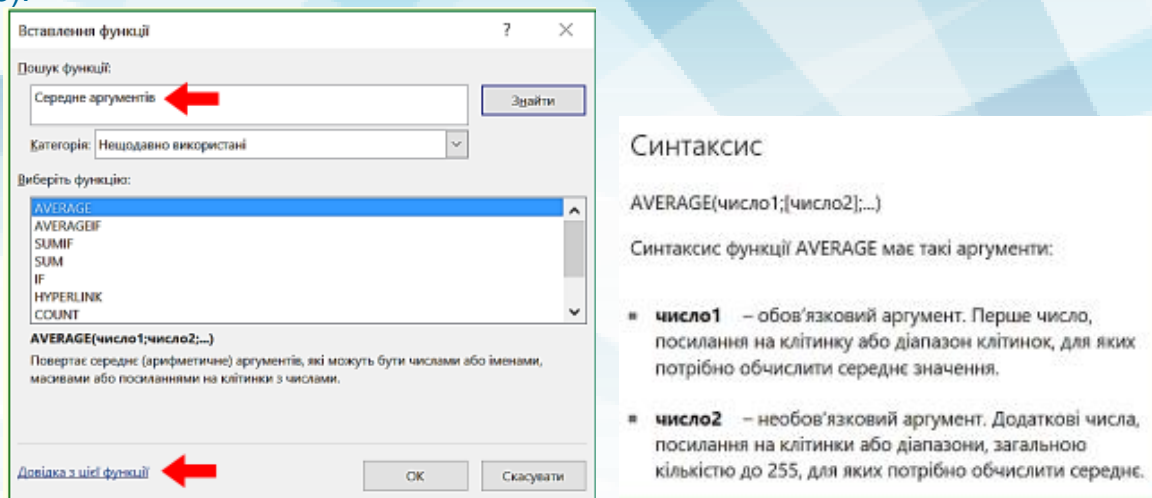 Вставлення функції
?
×
Пошук функції:
Середне аргументів
Знайти
Категорія: Нещодавно використані
Виберіть функцію:
AVERAGE
AVERAGEIF
SUMIF
SUM
IF
HYPERLINK
COUNT
AVERAGE(число1;число2;...)
Повертає середнє (арифметичне) аргументів, які можуть бути числами або іменами,
масивами або посиланнями на клітинки з числами.
Довідка з цієї функції
ОК
Скасувати
Синтаксис
AVERAGE(число1;[число2];...)
Синтаксис функції AVERAGE має такі аргументи:
▪ число1 – обов’язковий аргумент. Перше число,
посилання на клітинку або діапазон клітинок, для яких
потрібно обчислити середнє значення.
▪ число2 – необов’язковий аргумент. Додаткові числа,
посилання на клітинки або діапазони, загальною
кількістю до 255, для яких потрібно обчислити середнє.